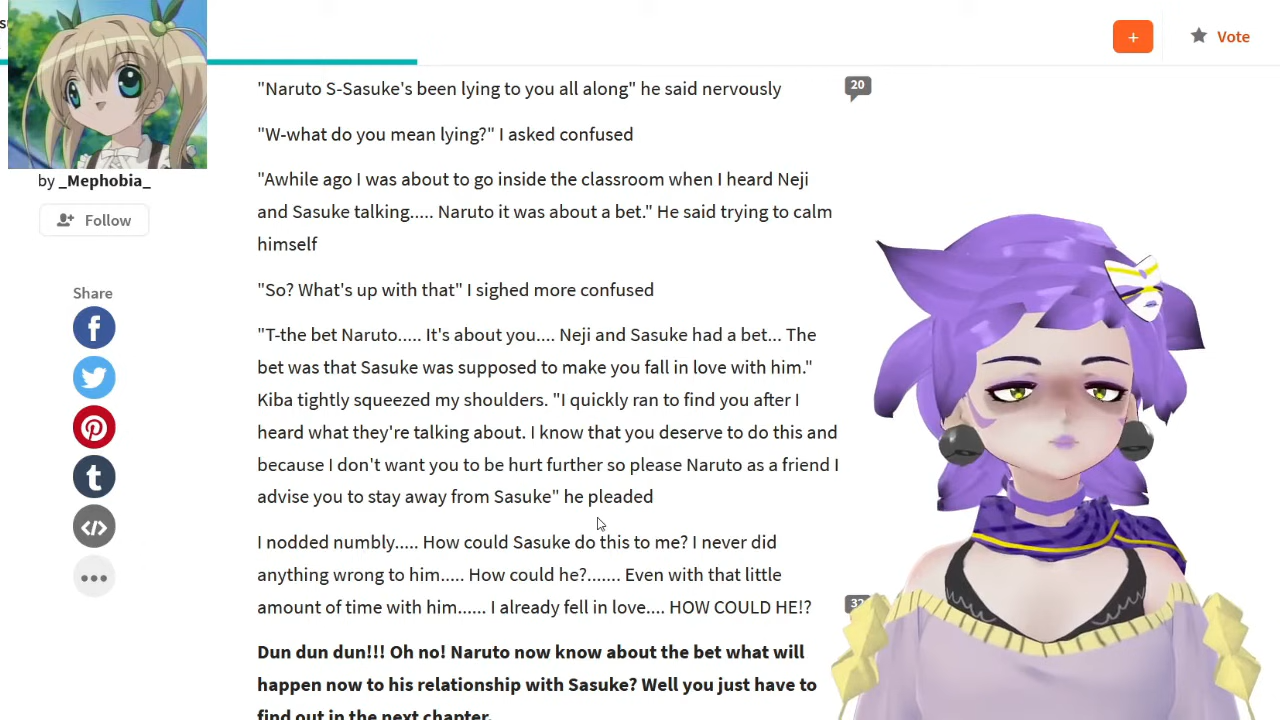 s
+
★ Vote
"Naruto S-Sasuke's been lying to you all along" he said nervously
20
"W-what do you mean lying?" I asked confused
"Awhile ago I was about to go inside the classroom when I heard Neji
and Sasuke talking..... Naruto it was about a bet." He said trying to calm
himself
"So? What's up with that" I sighed more confused
"T-the bet Naruto..... It's about you.... Neji and Sasuke had a bet... The
bet was that Sasuke was supposed to make you fall in love with him."
Kiba tightly squeezed my shoulders. "I quickly ran to find you after I
heard what they're talking about. I know that you deserve to do this and
because I don't want you to be hurt further so please Naruto as a friend I
advise you to stay away from Sasuke" he pleaded
I nodded numbly..... How could Sasuke do this to me? I never did
anything wrong to him..... How could he?....... Even with that little
amount of time with him...... I already fell in love.... HOW COULD HE!?
32
Dun dun dun!!! Oh no! Naruto now know about the bet what will
happen now to his relationship with Sasuke? Well you just have to
find out in the next chapter.
by _Mephobia_
Follow
Share